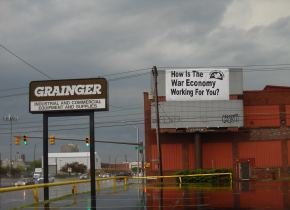 GRAINGER
INDUSTRIAL AND COMMERCIAL
EQUIPMENT AND SUPPLIES
How Is The
War Economy
Working For You?